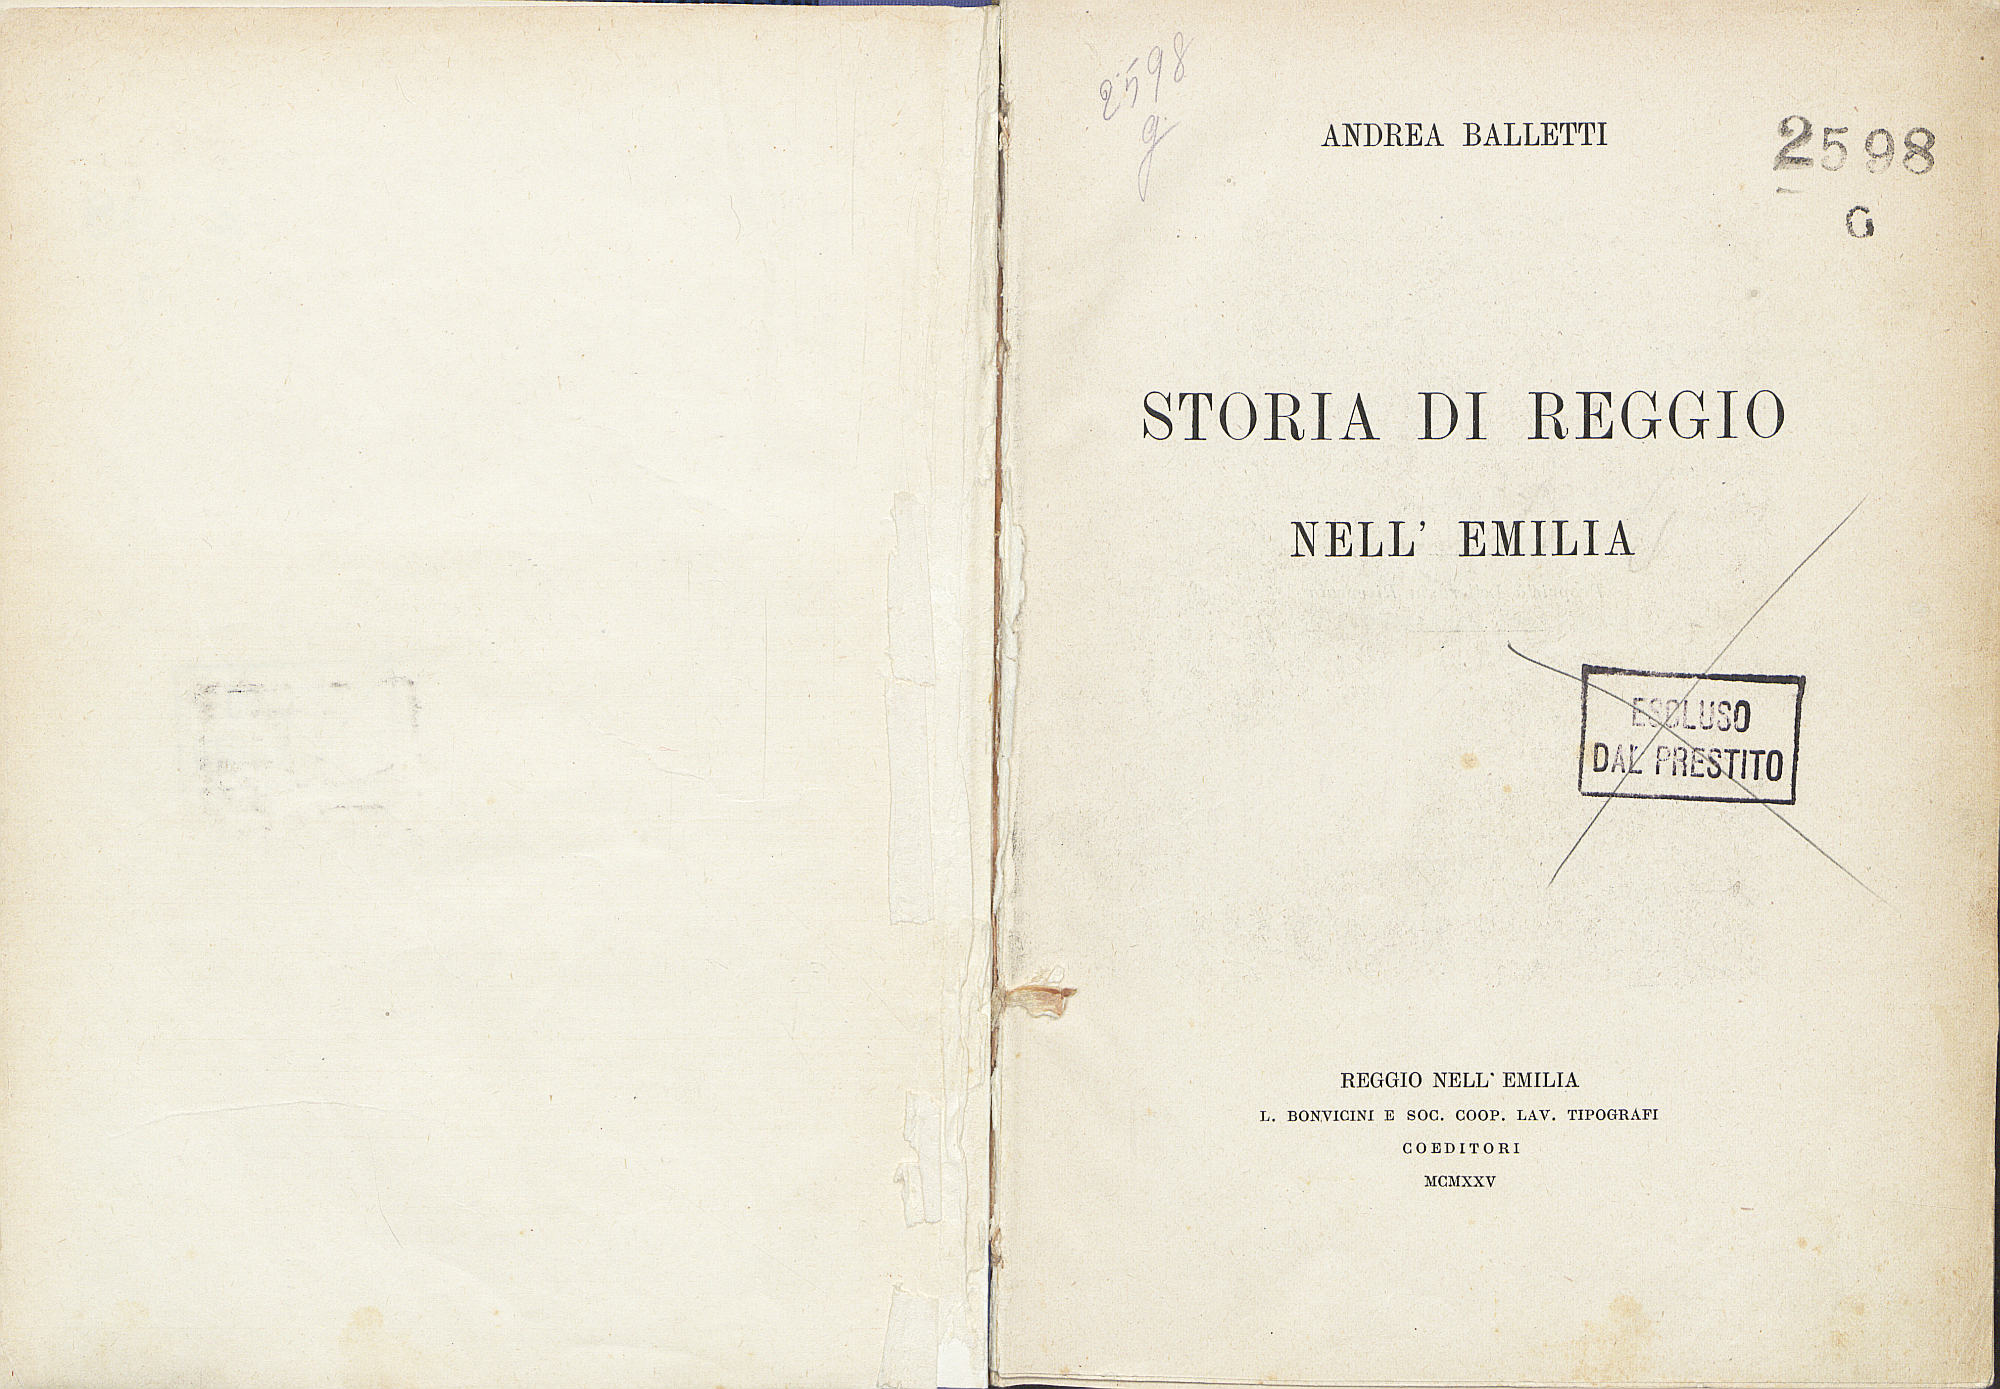 2598
g
ANDREA BALLETTI
2598
G
STORIA DI REGGIO
NELL' EMILIA
ESCLUSO
DAL PRESTITO
REGGIO NELL' EMILIA
L. BONVICINI E SOC. COOP. LAV. TIPOGRAFI
COEDITORI
MCMXXV